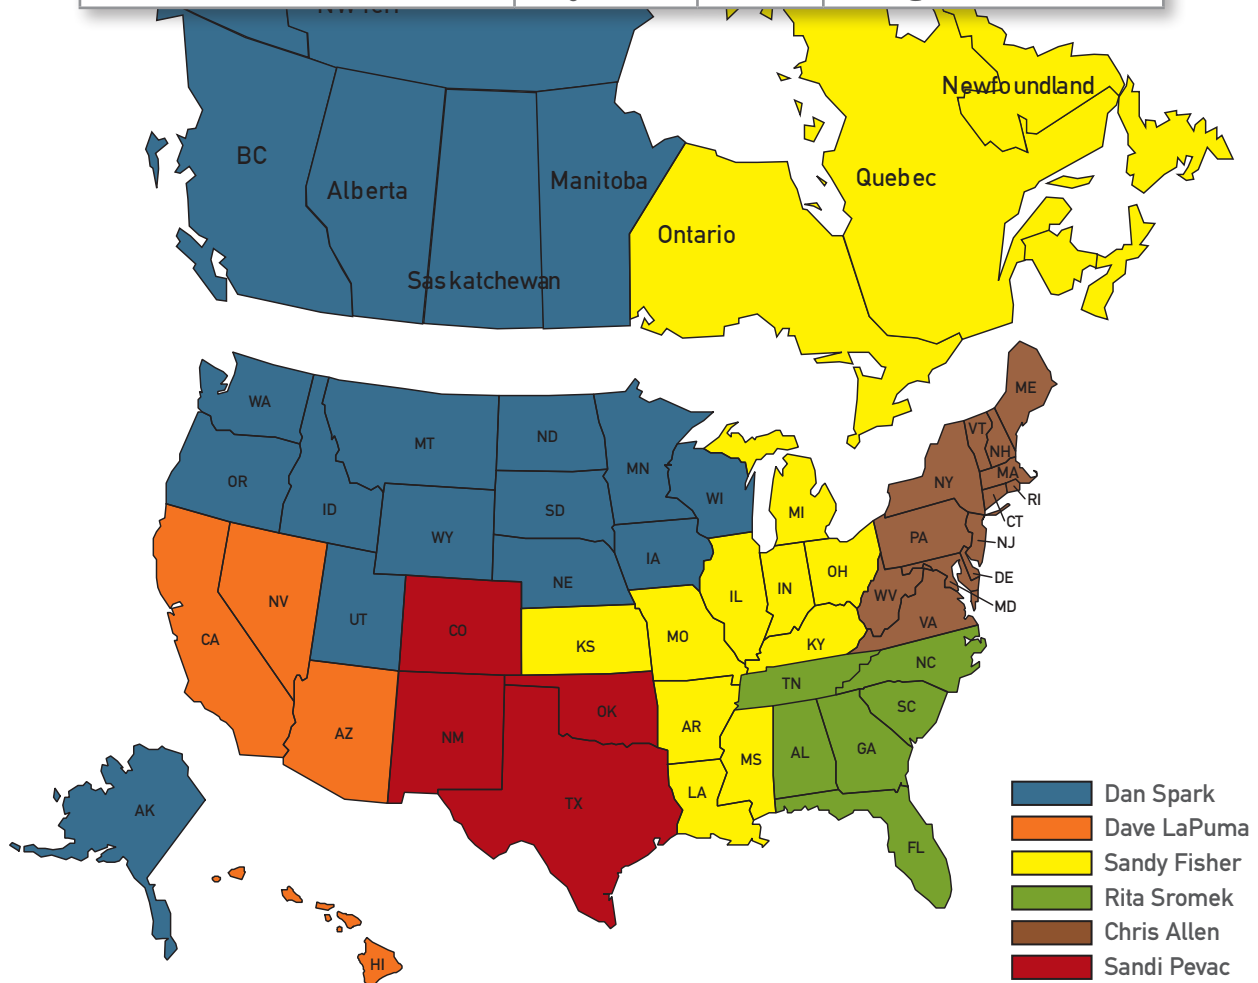 Newfoundland
BC
Alberta
Manitoba
Quebec
Ontario
Saskatchewan
ME
WA
VT
MT
ND
NH
MN
MA
OR
NY
WI
RI
ID
SD
MI
CT
WY
PA
NJ
IA
OH
NE
IN
DE
IL
WV
MD
UT
VA
CO
NV
CA
MO
KS
KY
NC
TN
SC
OK
AR
AZ
NM
GA
AL
MS
LA
TX
AK
FL
HI
Dan Spark
Dave LaPuma
Sandy Fisher
Rita Sromek
Chris Allen
Sandi Pevac